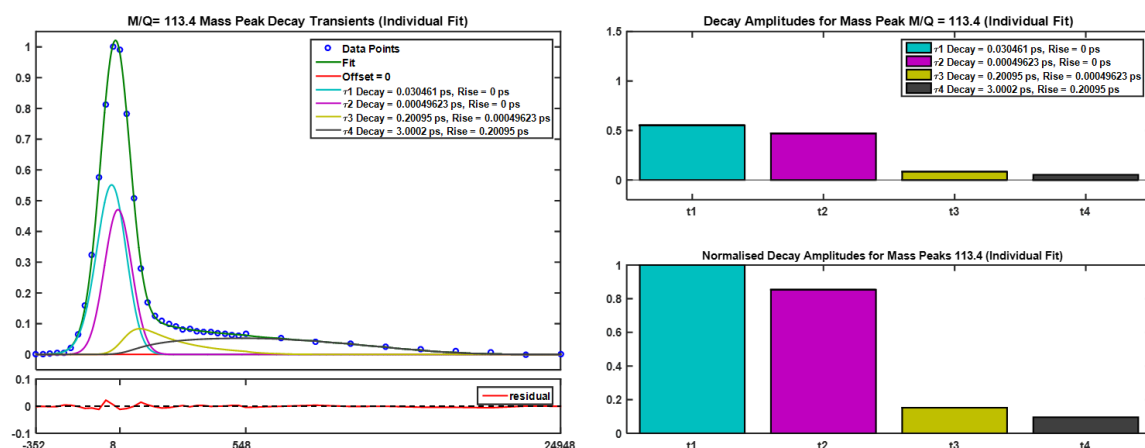 M/Q= 113.4 Mass Peak Decay Transients (Individual Fit)
1
0.9
0.8
0.7
0.6
0.5
0.4
0.3
0.2
0.1
0
Data Points
Fit
Offset = 0
τ1 Decay = 0.030461 ps, Rise = 0 ps
τ2 Decay = 0.00049623 ps, Rise = 0 ps
τ3 Decay = 0.20095 ps, Rise = 0.00049623 ps
τ4 Decay = 3.0002 ps, Rise = 0.20095 ps
0.1
0
-0.1
residual
-352
8
548
24948
Decay Amplitudes for Mass Peak M/Q = 113.4 (Individual Fit)
1.5
1
0.5
0
τ1 Decay = 0.030461 ps, Rise = 0 ps
τ2 Decay = 0.00049623 ps, Rise = 0 ps
τ3 Decay = 0.20095 ps, Rise = 0.00049623 ps
τ4 Decay = 3.0002 ps, Rise = 0.20095 ps
t1 t2 t3 t4
Normalised Decay Amplitudes for Mass Peaks 113.4 (Individual Fit)
1
0.8
0.6
0.4
0.2
0
t1 t2 t3 t4